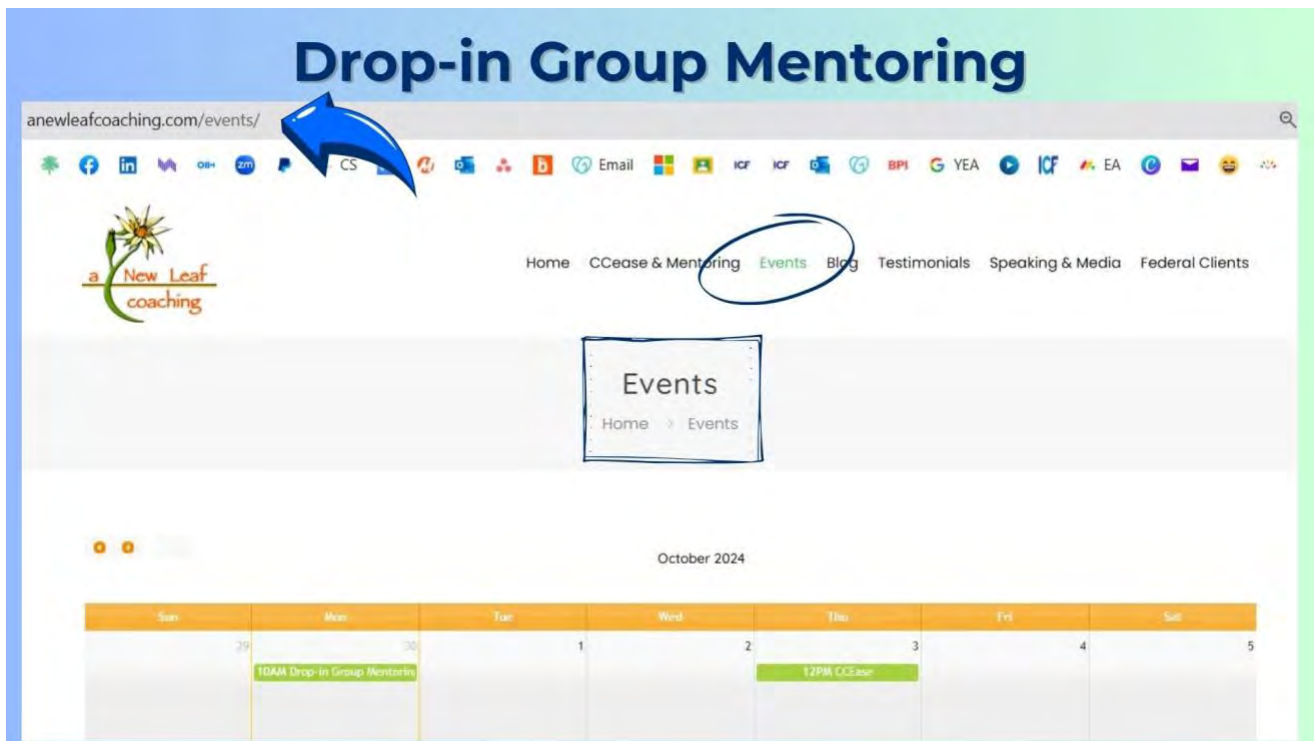 Drop-in Group Mentoring
anewleafcoaching.com/events/
CS Email ICF ICF BPI G YEA ICF EA
a New Leaf
coaching
Home CCease & Mentoring Events Blog Testimonials Speaking & Media Federal Clients
Events
Home > Events
October 2024
Sun Mon Tue Wed Thu Fri Sat
29 30 1 2 3 4 5
10AM Drop-in Group Mentorin 12PM CCEase